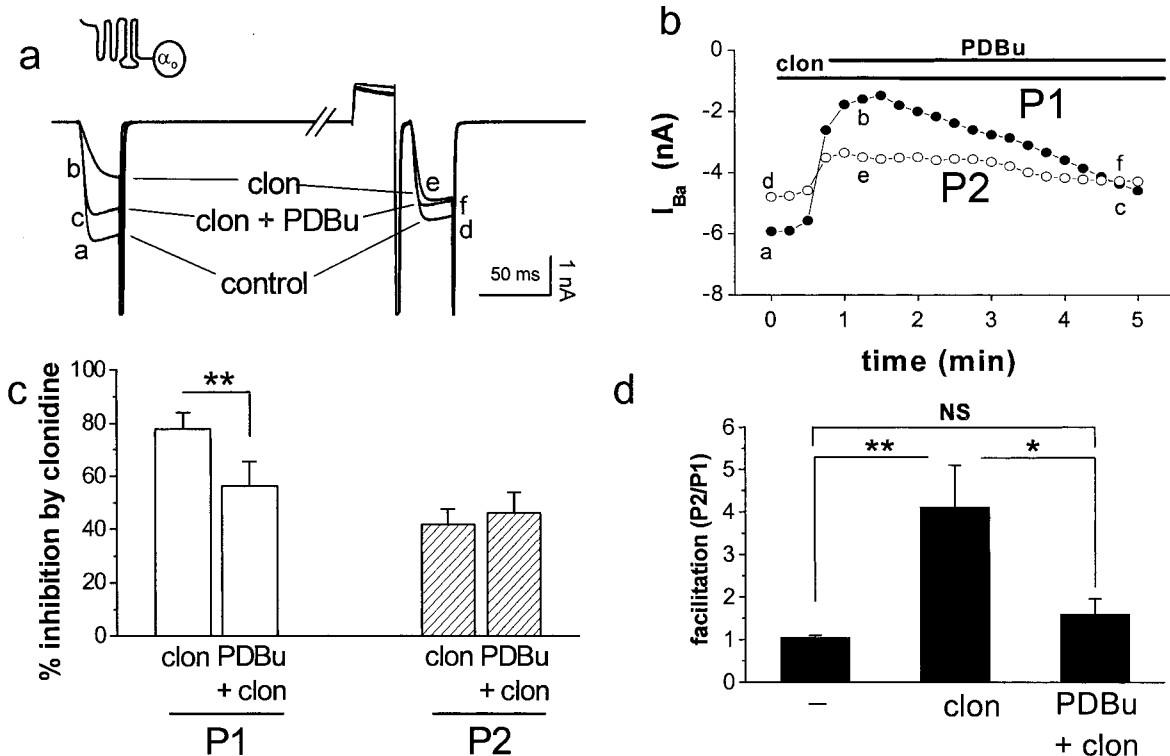 a
αo
b
clon
c
clon + PDBu
a
control
e
f
d
50 ms
1 nA
b
PDBu
clon
P1
P2
a
b
c
d
e
f
0
-2
-4
-6
-8
IBa (nA)
0 1 2 3 4 5
time (min)
c
% inhibition by clonidine
100
80
60
40
20
0
**
clon PDBu
+ clon
P1
clon PDBu
+ clon
P2
d
facilitation (P2/P1)
6
5
4
3
2
1
0
NS
** *
– clon PDBu
+ clon